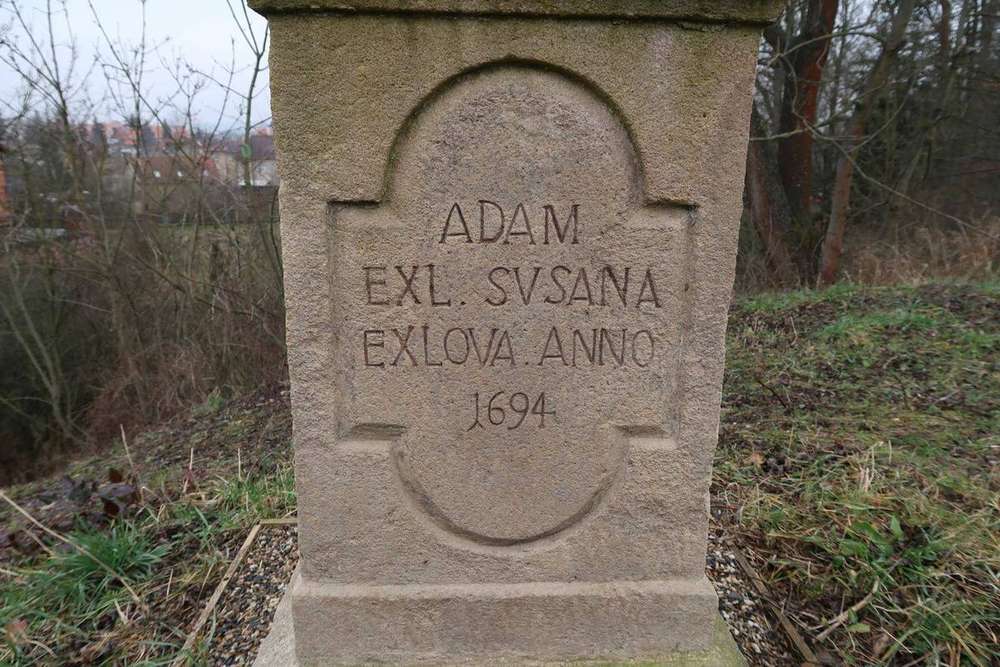 ADAM
EXL. SVSANA
EXLOVA. ANNO
1694